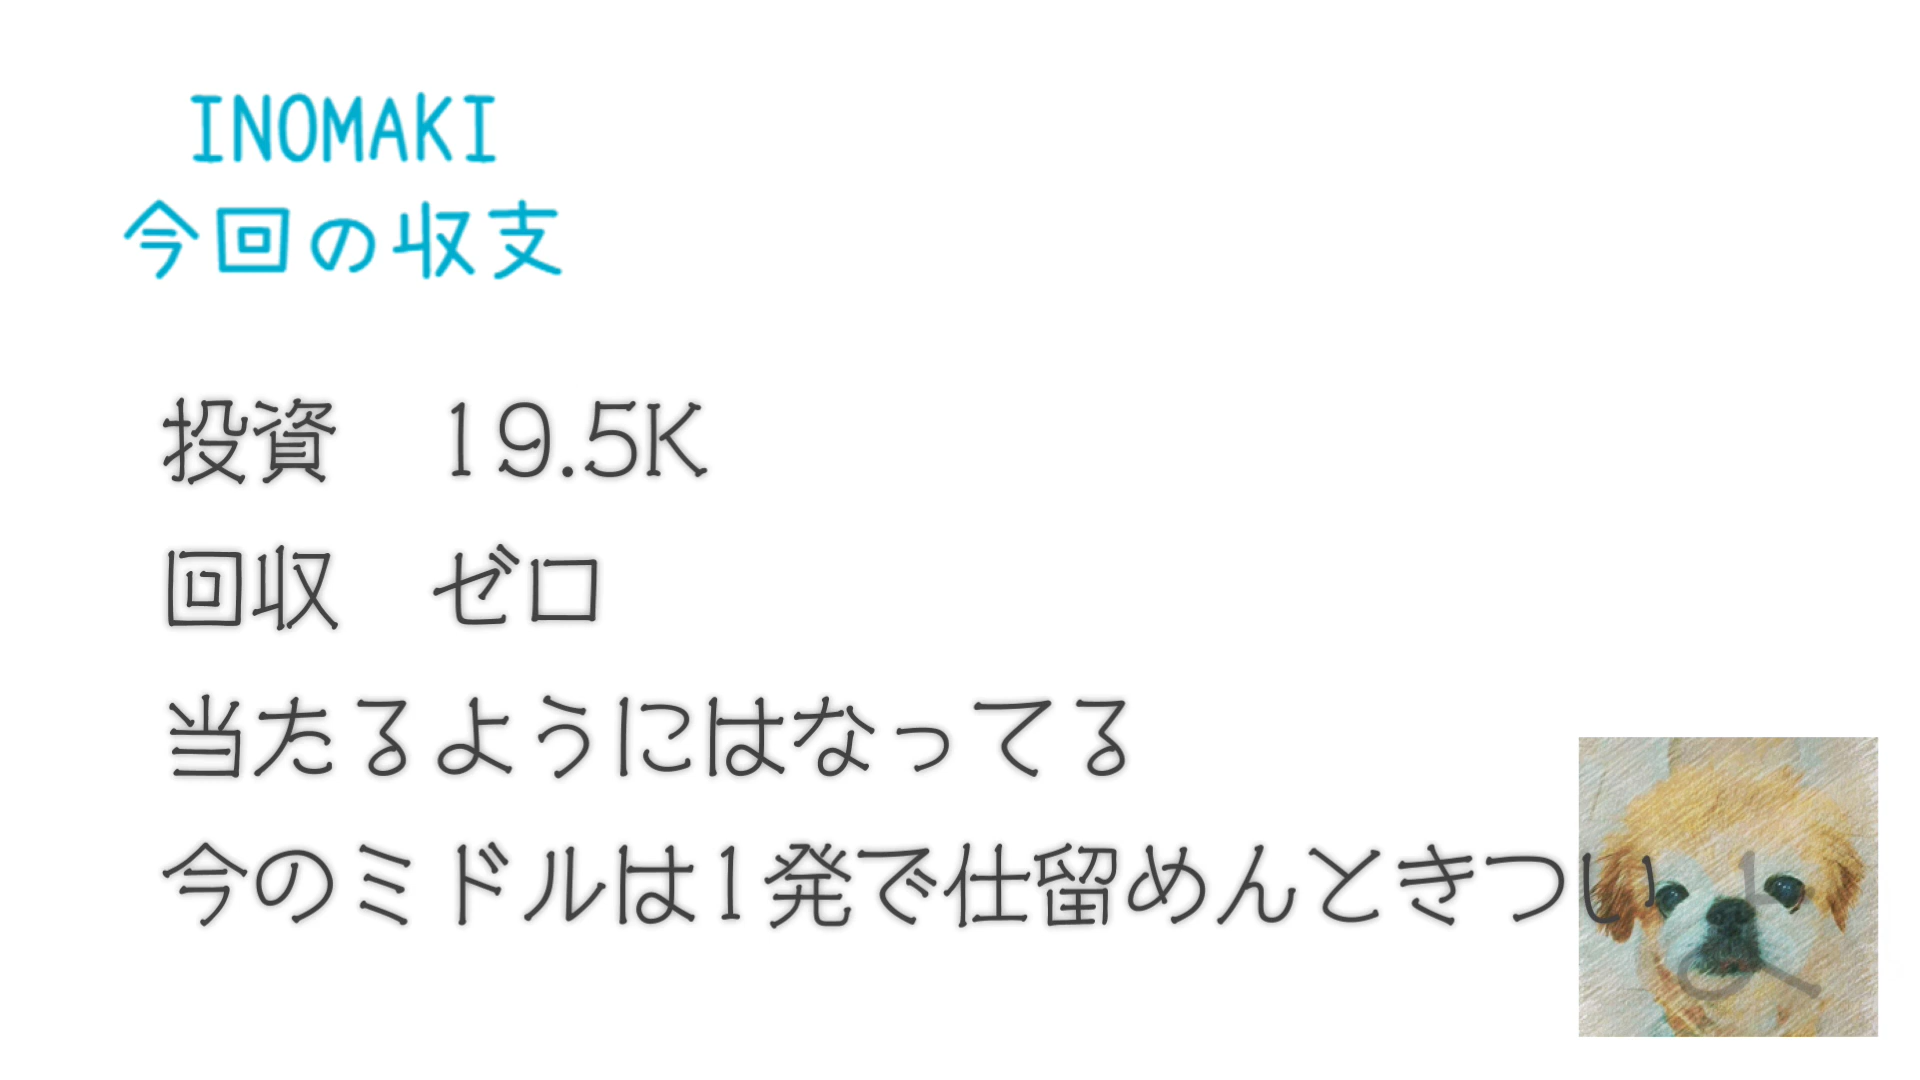 INOMAKI
今回の収支
投資　19.5K
回収　ゼロ
当たるようにはなってる
今のミドルは1発で仕留めんときついよ